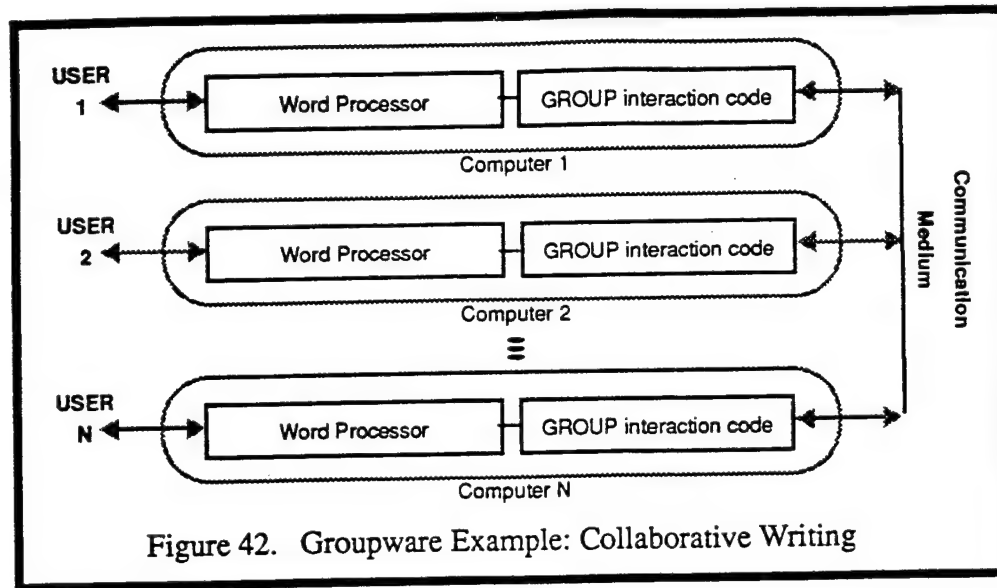 USER
1
Word Processor
GROUP interaction code
Computer 1
USER
2
Word Processor
GROUP interaction code
Computer 2
USER
N
Word Processor
GROUP interaction code
Computer N
Communication
Medium
Figure 42. Groupware Example: Collaborative Writing